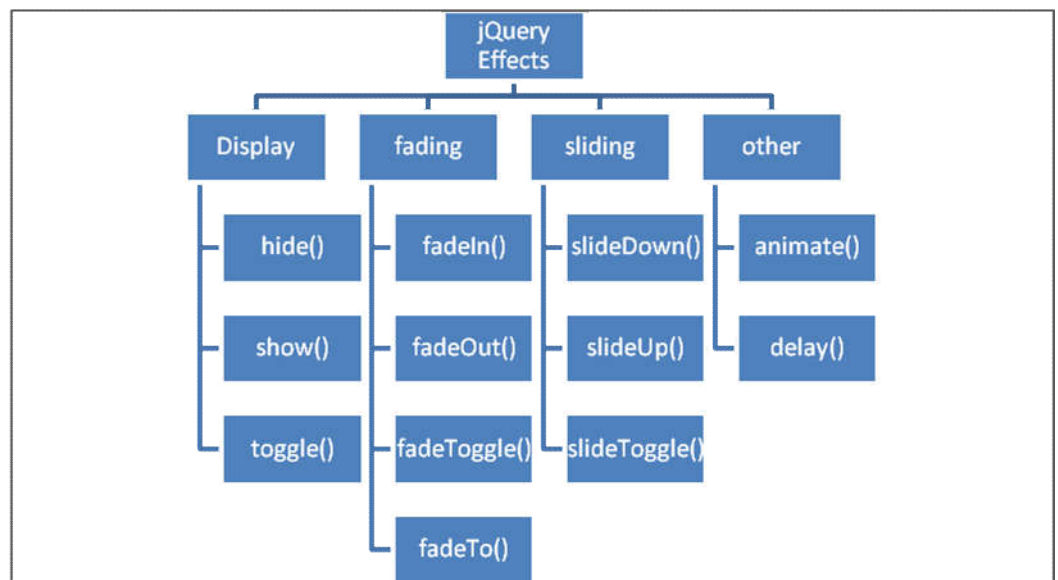 jQuery
Effects
Display
fading
sliding
other
hide()
fadeIn()
slideDown()
animate()
show()
fadeOut()
slideUp()
delay()
toggle()
fadeToggle()
slideToggle()
fadeTo()